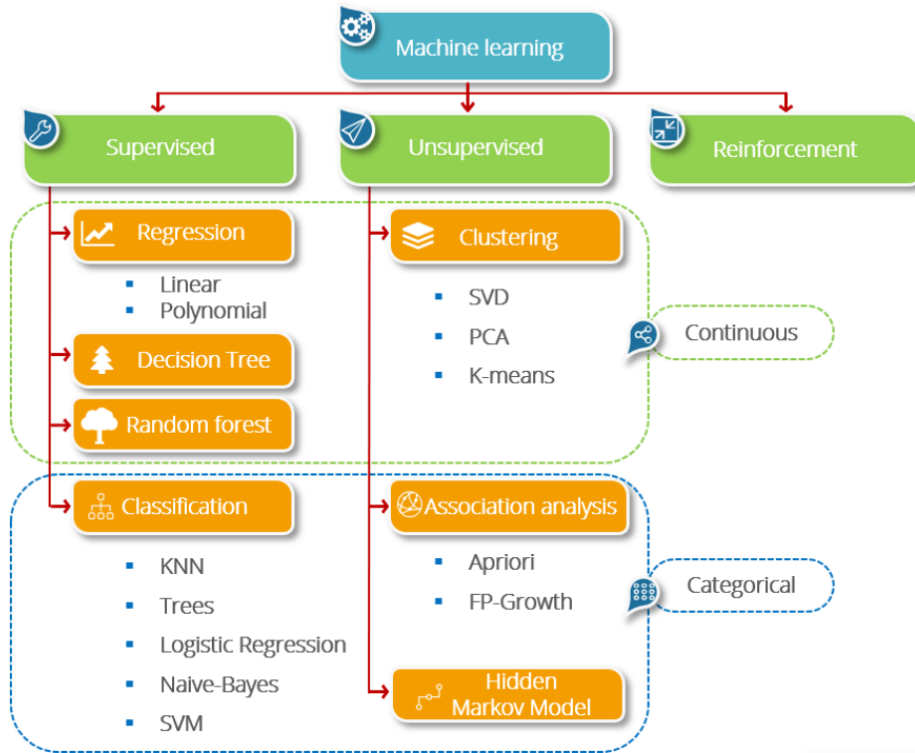 Machine learning
Supervised
Unsupervised
Reinforcement
Regression
Linear
Polynomial
Decision Tree
Random forest
Clustering
SVD
PCA
K-means
Continuous
Classification
KNN
Trees
Logistic Regression
Naive-Bayes
SVM
Association analysis
Apriori
FP-Growth
Hidden
Markov Model
Categorical